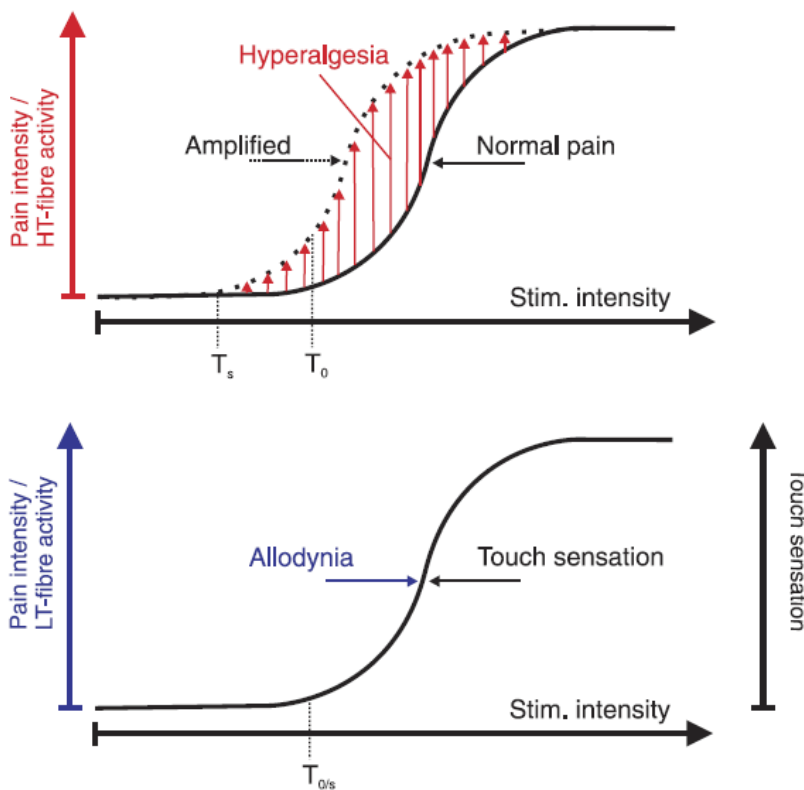 Pain intensity /
HT-fibre activity
Hyperalgesia
Amplified
Normal pain
Stim. intensity
Ts
T0
Pain intensity /
LT-fibre activity
Allodynia
Touch sensation
Touch sensation
Stim. intensity
T0/s